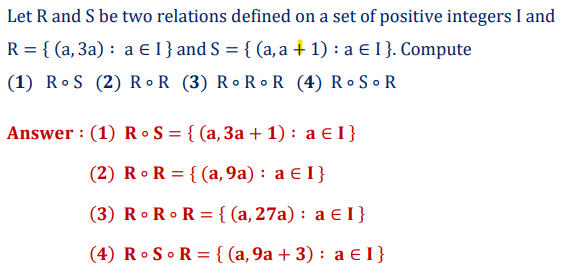 Let R and S be two relations defined on a set of positive integers I and
R = { (a, 3a) : a ∈ I } and S = { (a, a + 1) : a ∈ I }. Compute
(1) R ∘ S (2) R ∘ R (3) R ∘ R ∘ R (4) R ∘ S ∘ R
Answer : (1) R ∘ S = { (a, 3a + 1) : a ∈ I }
(2) R ∘ R = { (a, 9a) : a ∈ I }
(3) R ∘ R ∘ R = { (a, 27a) : a ∈ I }
(4) R ∘ S ∘ R = { (a, 9a + 3) : a ∈ I }